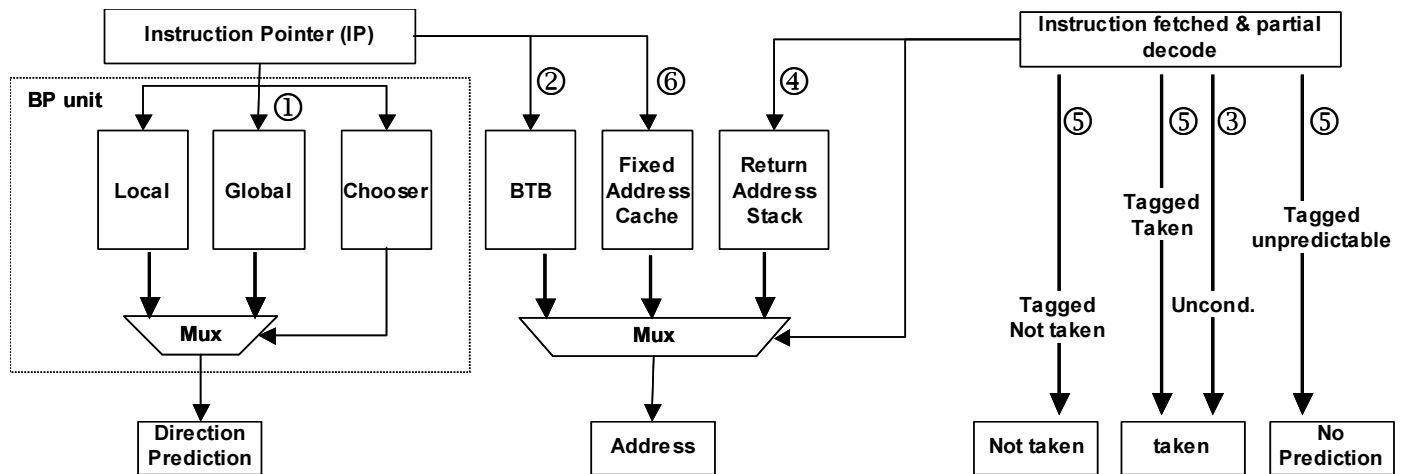 Instruction Pointer (IP)
Instruction fetched & partial
decode
BP unit
①
②
⑥
④
⑤
⑤
③
⑤
Local
Global
Chooser
BTB
Fixed
Address
Cache
Return
Address
Stack
Tagged
Taken
Tagged
unpredictable
Tagged
Not taken
Uncond.
Mux
Mux
Direction
Prediction
Address
Not taken
taken
No
Prediction